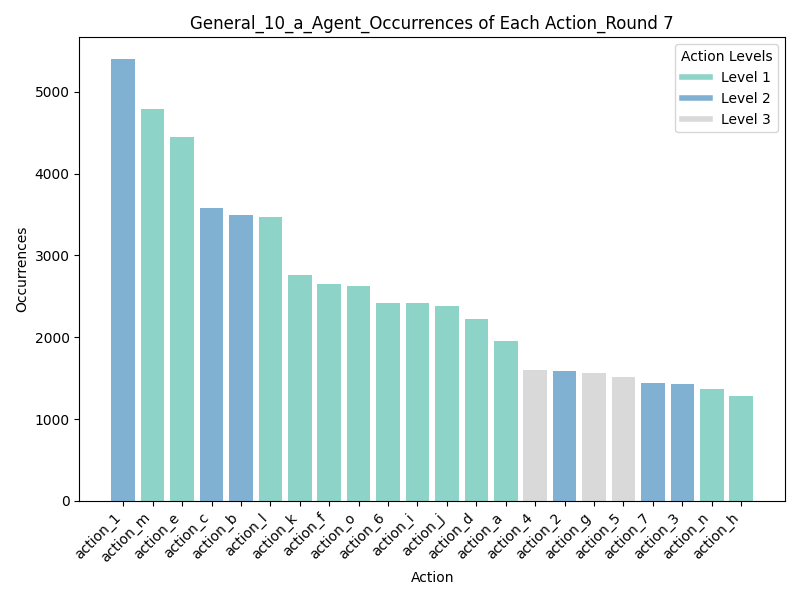 General_10_a_Agent_Occurrences of Each Action_Round 7
Action Levels
Level 1
Level 2
Level 3
Occurrences
5000
4000
3000
2000
1000
0
action_1
action_m
action_e
action_c
action_b
action_l
action_k
action_f
action_o
action_6
action_i
action_j
action_d
action_a
action_4
action_2
action_g
action_5
action_7
action_3
action_n
action_h
Action